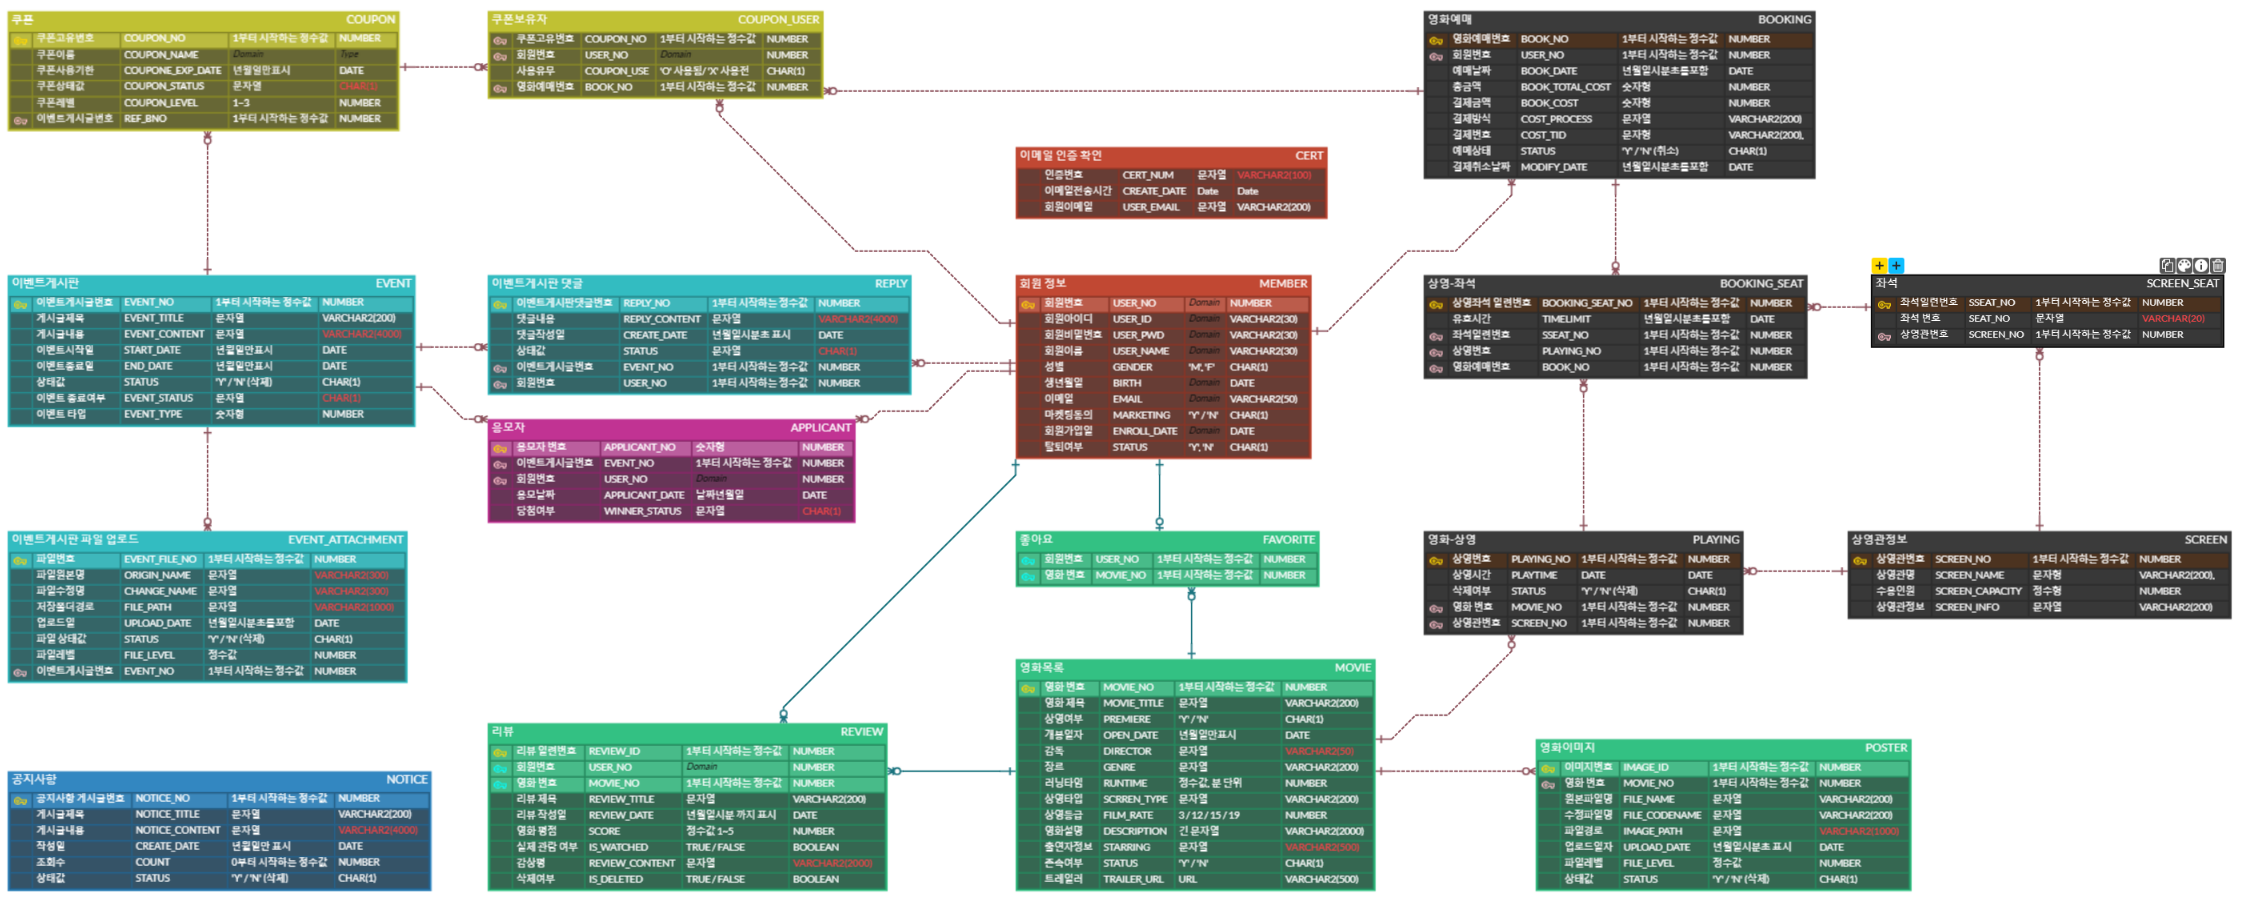 쿠폰 COUPON
쿠폰고유번호 COUPON_NO 1부터 시작하는 정수값 NUMBER
쿠폰이름 COUPON_NAME Domain Type
쿠폰사용기한 COUPONE_EXP_DATE 년월일만표시 DATE
쿠폰상태값 COUPON_STATUS 문자열 CHAR(1)
쿠폰레벨 COUPON_LEVEL 1~3 NUMBER
이벤트게시글번호 REF_BNO 1부터 시작하는 정수값 NUMBER
쿠폰보유자 COUPON_USER
쿠폰고유번호 COUPON_NO 1부터 시작하는 정수값 NUMBER
회원번호 USER_NO Domain NUMBER
사용유무 COUPON_USE 'O' 사용됨/ 'X' 사용전 CHAR(1)
영화예매번호 BOOK_NO 1부터 시작하는 정수값 NUMBER
영화예매 BOOKING
영화예매번호 BOOK_NO 1부터 시작하는 정수값 NUMBER
회원번호 USER_NO 1부터 시작하는 정수값 NUMBER
예매날짜 BOOK_DATE 년월일시분초를포함 DATE
총금액 BOOK_TOTAL_COST 숫자형 NUMBER
결제금액 BOOK_COST 숫자형 NUMBER
결제방식 COST_PROCESS 문자열 VARCHAR2(200)
결제번호 COST_TID 문자형 VARCHAR2(200),
예매상태 STATUS 'Y' / 'N' (취소) CHAR(1)
결제취소날짜 MODIFY_DATE 년월일시분초를포함 DATE
이메일 인증 확인 CERT
인증번호 CERT_NUM 문자열 VARCHAR2(100)
이메일전송시간 CREATE_DATE Date Date
회원이메일 USER_EMAIL 문자열 VARCHAR2(200)
이벤트게시판 EVENT
이벤트게시글번호 EVENT_NO 1부터 시작하는 정수값 NUMBER
게시글제목 EVENT_TITLE 문자열 VARCHAR2(200)
게시글내용 EVENT_CONTENT 문자열 VARCHAR2(4000)
이벤트시작일 START_DATE 년월일만표시 DATE
이벤트종료일 END_DATE 년월일만표시 DATE
상태값 STATUS 'Y' / 'N' (삭제) CHAR(1)
이벤트 종료여부 EVENT_STATUS 문자열 CHAR(1)
이벤트 타입 EVENT_TYPE 숫자형 NUMBER
이벤트게시판 댓글 REPLY
이벤트게시판댓글번호 REPLY_NO 1부터 시작하는 정수값 NUMBER
댓글내용 REPLY_CONTENT 문자열 VARCHAR2(4000)
댓글작성일 CREATE_DATE 년월일시분초 표시 DATE
상태값 STATUS 문자열 CHAR(1)
이벤트게시글번호 EVENT_NO 1부터 시작하는 정수값 NUMBER
회원번호 USER_NO 1부터 시작하는 정수값 NUMBER
회원 정보 MEMBER
회원번호 USER_NO Domain NUMBER
회원아이디 USER_ID Domain VARCHAR2(30)
회원비밀번호 USER_PWD Domain VARCHAR2(30)
회원이름 USER_NAME Domain VARCHAR2(30)
성별 GENDER 'M', 'F' CHAR(1)
생년월일 BIRTH Domain DATE
이메일 EMAIL Domain VARCHAR2(50)
마켓팅동의 MARKETING 'Y' / 'N' CHAR(1)
회원가입일 ENROLL_DATE Domain DATE
탈퇴여부 STATUS 'Y', 'N' CHAR(1)
상영-좌석 BOOKING_SEAT
상영좌석 일련번호 BOOKING_SEAT_NO 1부터 시작하는 정수값 NUMBER
유효시간 TIMELIMIT 년월일시분초를포함 DATE
좌석일련번호 SSEAT_NO 1부터 시작하는 정수값 NUMBER
상영번호 PLAYING_NO 1부터 시작하는 정수값 NUMBER
영화예매번호 BOOK_NO 1부터 시작하는 정수값 NUMBER
좌석 SCREEN_SEAT
좌석일련번호 SSEAT_NO 1부터 시작하는 정수값 NUMBER
좌석 번호 SEAT_NO 문자열 VARCHAR(20)
상영관번호 SCREEN_NO 1부터 시작하는 정수값 NUMBER
응모자 APPLICANT
응모자 번호 APPLICANT_NO 숫자형 NUMBER
이벤트게시글번호 EVENT_NO 1부터 시작하는 정수값 NUMBER
회원번호 USER_NO Domain NUMBER
응모날짜 APPLICANT_DATE 날짜년월일 DATE
당첨여부 WINNER_STATUS 문자열 CHAR(1)
이벤트게시판 파일 업로드 EVENT_ATTACHMENT
파일번호 EVENT_FILE_NO 1부터 시작하는 정수값 NUMBER
파일원본명 ORIGIN_NAME 문자열 VARCHAR2(300)
파일수정명 CHANGE_NAME 문자열 VARCHAR2(300)
저장폴더경로 FILE_PATH 문자열 VARCHAR2(1000)
업로드일 UPLOAD_DATE 년월일시분초를포함 DATE
파일 상태값 STATUS 'Y' / 'N' (삭제) CHAR(1)
파일레벨 FILE_LEVEL 정수값 NUMBER
이벤트게시글번호 EVENT_NO 1부터 시작하는 정수값 NUMBER
좋아요 FAVORITE
회원번호 USER_NO 1부터 시작하는 정수값 NUMBER
영화 번호 MOVIE_NO 1부터 시작하는 정수값 NUMBER
영화-상영 PLAYING
상영번호 PLAYING_NO 1부터 시작하는 정수값 NUMBER
상영시간 PLAYTIME DATE DATE
삭제여부 STATUS 'Y' / 'N' (삭제) CHAR(1)
영화 번호 MOVIE_NO 1부터 시작하는 정수값 NUMBER
상영관번호 SCREEN_NO 1부터 시작하는 정수값 NUMBER
상영관정보 SCREEN
상영관번호 SCREEN_NO 1부터 시작하는 정수값 NUMBER
상영관명 SCREEN_NAME 문자형 VARCHAR2(200),
수용인원 SCREEN_CAPACITY 정수형 NUMBER
상영관정보 SCREEN_INFO 문자열 VARCHAR2(200)
영화목록 MOVIE
영화 번호 MOVIE_NO 1부터 시작하는 정수값 NUMBER
영화 제목 MOVIE_TITLE 문자열 VARCHAR2(200)
상영여부 PREMIERE 'Y' / 'N' CHAR(1)
개봉일자 OPEN_DATE 년월일만표시 DATE
감독 DIRECTOR 문자열 VARCHAR2(50)
장르 GENRE 문자열 VARCHAR2(200)
러닝타임 RUNTIME 정수값, 분 단위 NUMBER
상영타입 SCRREN_TYPE 문자열 VARCHAR2(200)
상영등급 FILM_RATE 3 / 12 / 15 / 19 NUMBER
영화설명 DESCRIPTION 긴 문자열 VARCHAR2(2000)
출연자정보 STARRING 문자열 VARCHAR2(500)
존속여부 STATUS 'Y' / 'N' CHAR(1)
트레일러 TRAILER_URL URL VARCHAR2(500)
리뷰 REVIEW
리뷰 일련번호 REVIEW_ID 1부터 시작하는 정수값 NUMBER
회원번호 USER_NO Domain NUMBER
영화 번호 MOVIE_NO 1부터 시작하는 정수값 NUMBER
리뷰 제목 REVIEW_TITLE 문자열 VARCHAR2(200)
리뷰 작성일 REVIEW_DATE 년월일시분 까지 표시 DATE
영화 평점 SCORE 정수값 1~5 NUMBER
실제 관람 여부 IS_WATCHED TRUE / FALSE BOOLEAN
감상평 REVIEW_CONTENT 문자열 VARCHAR2(2000)
삭제여부 IS_DELETED TRUE / FALSE BOOLEAN
영화이미지 POSTER
이미지번호 IMAGE_ID 1부터 시작하는 정수값 NUMBER
영화 번호 MOVIE_NO 1부터 시작하는 정수값 NUMBER
원본파일명 FILE_NAME 문자열 VARCHAR2(200)
수정파일명 FILE_CODENAME 문자열 VARCHAR2(200)
파일경로 IMAGE_PATH 문자열 VARCHAR2(1000)
업로드일자 UPLOAD_DATE 년월일시분초 표시 DATE
파일레벨 FILE_LEVEL 정수값 NUMBER
상태값 STATUS 'Y' / 'N' (삭제) CHAR(1)
공지사항 NOTICE
공지사항 게시글번호 NOTICE_NO 1부터 시작하는 정수값 NUMBER
게시글제목 NOTICE_TITLE 문자열 VARCHAR2(200)
게시글내용 NOTICE_CONTENT 문자열 VARCHAR2(4000)
작성일 CREATE_DATE 년월일만 표시 DATE
조회수 COUNT 0부터 시작하는 정수값 NUMBER
상태값 STATUS 'Y' / 'N' (삭제) CHAR(1)